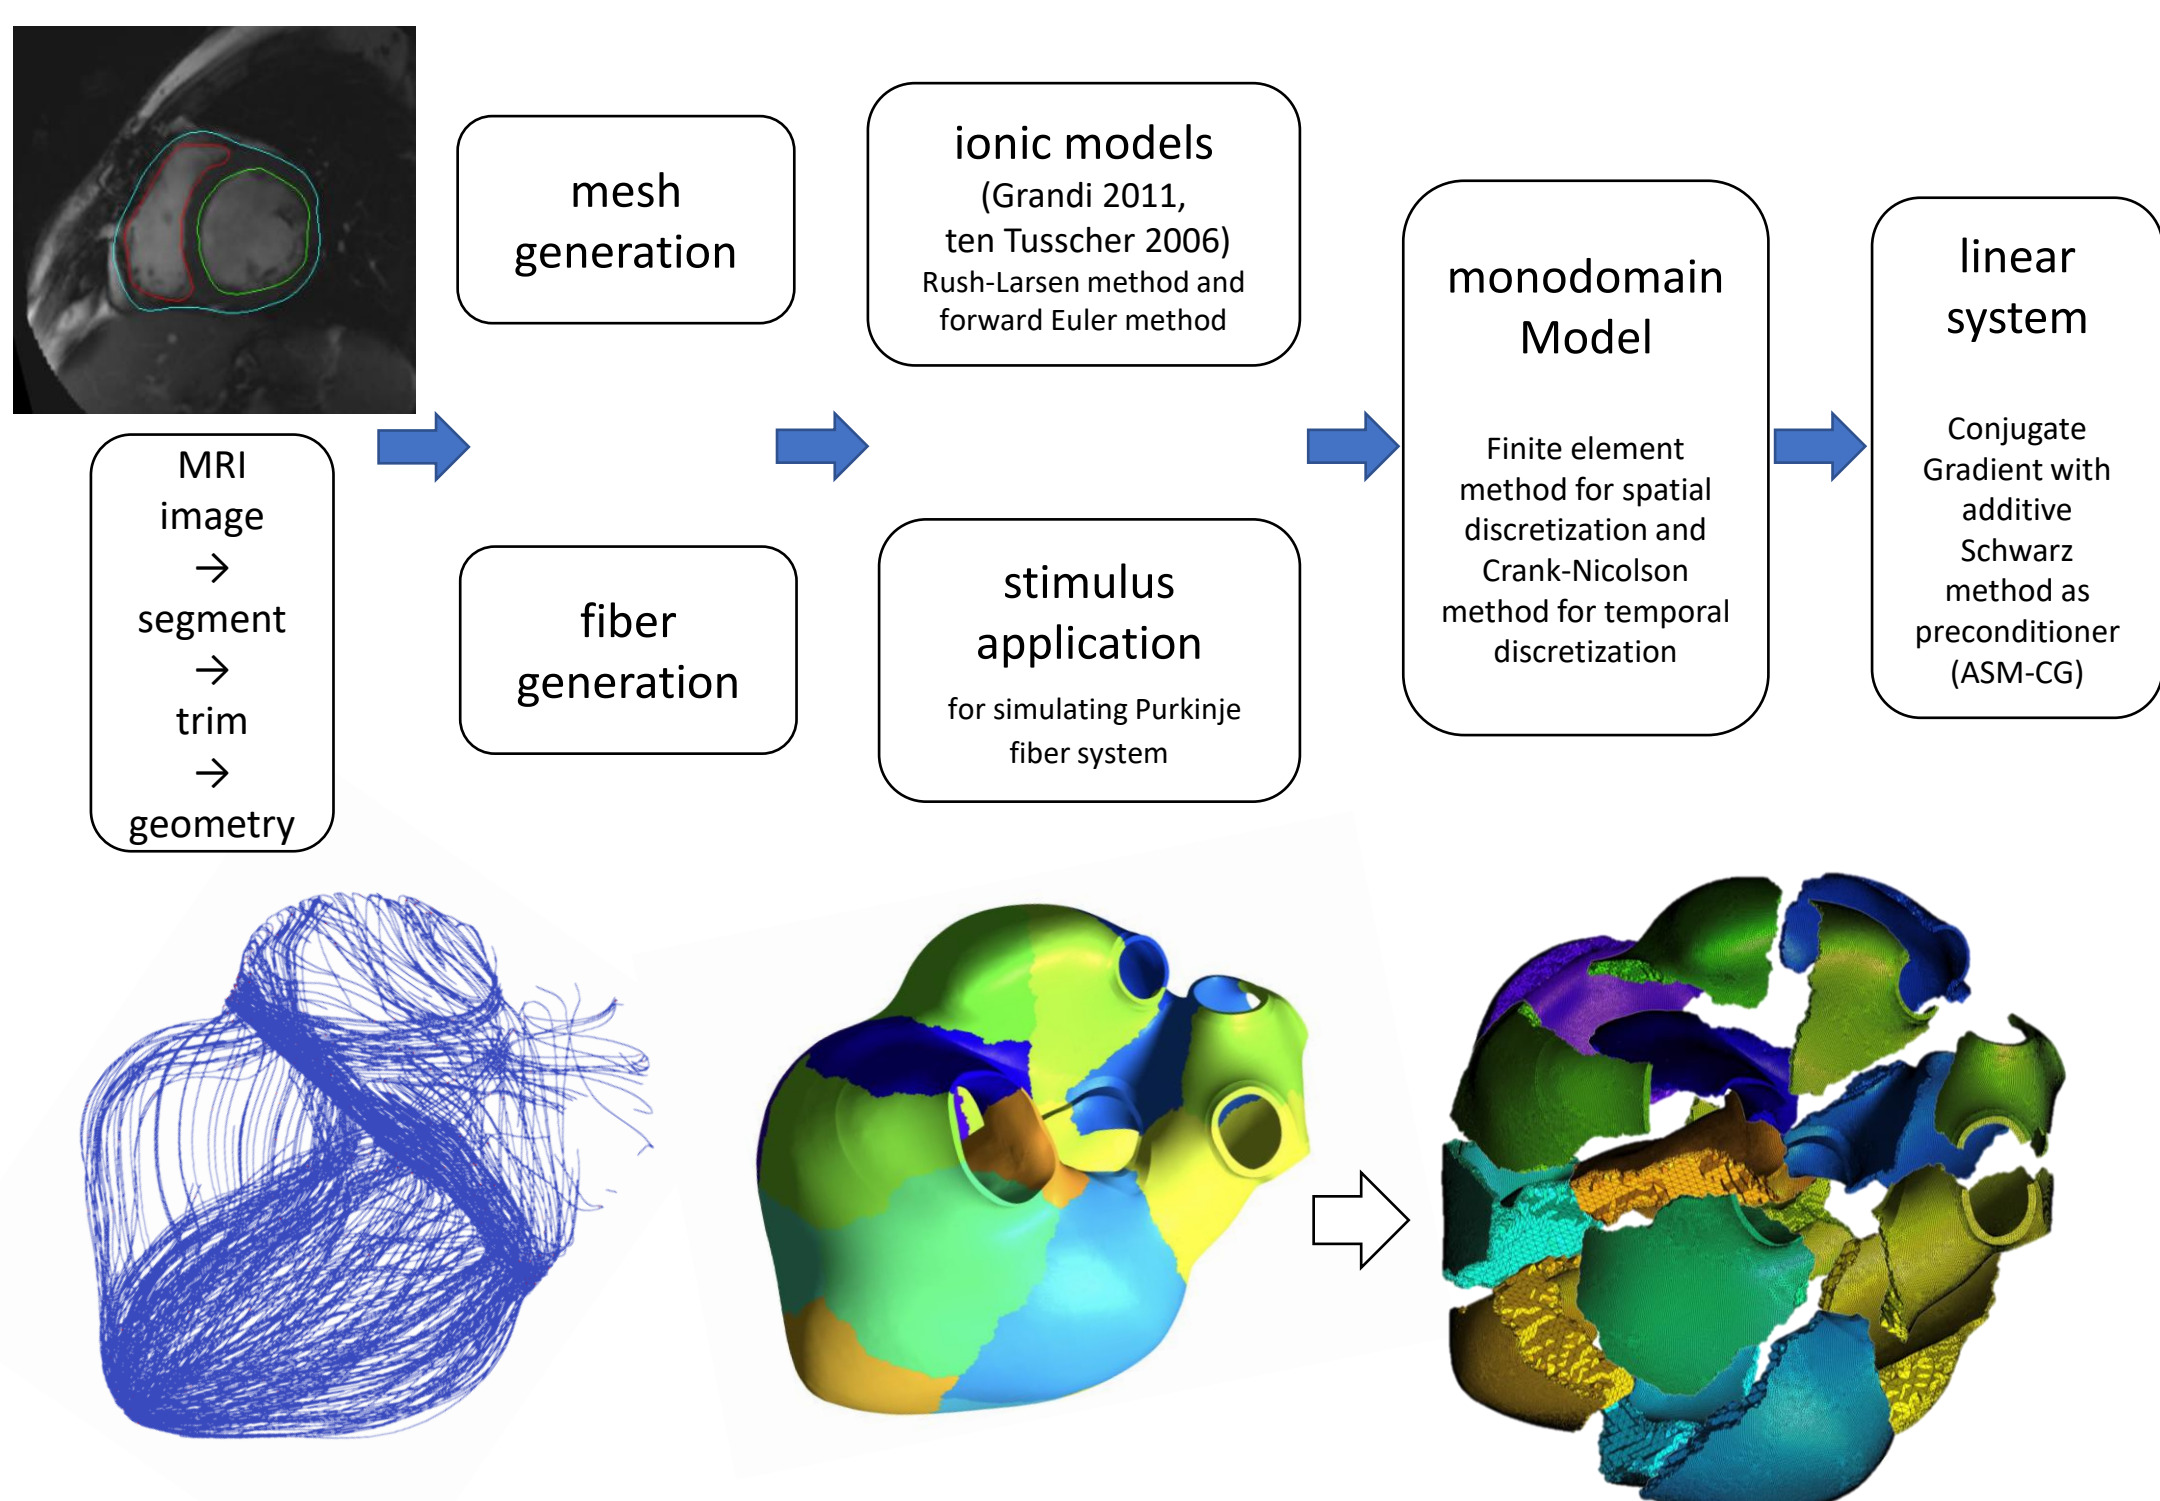 MRI
image
→
segment
→
trim
→
geometry
mesh
generation
fiber
generation
ionic models
(Grandi 2011,
ten Tusscher 2006)
Rush-Larsen method and
forward Euler method
stimulus
application
for simulating Purkinje
fiber system
monodomain
Model
Finite element
method for spatial
discretization and
Crank-Nicolson
method for temporal
discretization
linear
system
Conjugate
Gradient with
additive
Schwarz
method as
preconditioner
(ASM-CG)